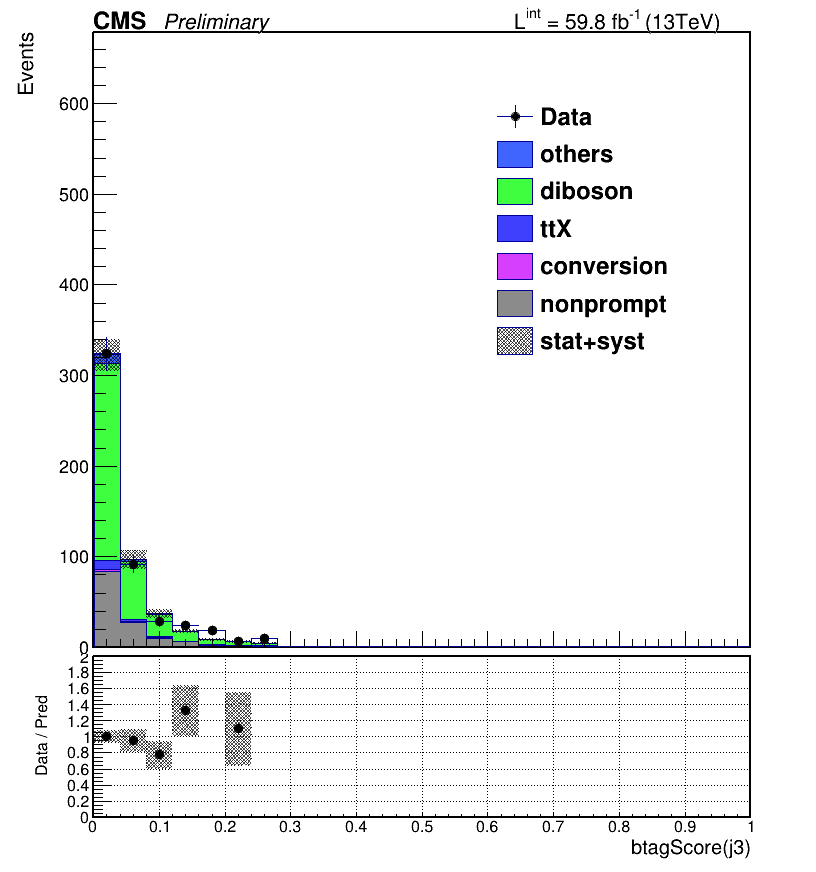 CMS Preliminary L^int = 59.8 fb^-1 (13TeV)
Events
600
500
400
300
200
100
0
Data
others
diboson
ttX
conversion
nonprompt
stat+syst
Data / Pred
2
1.8
1.6
1.4
1.2
1
0.8
0.6
0.4
0.2
0
0 0.1 0.2 0.3 0.4 0.5 0.6 0.7 0.8 0.9 1
btagScore(j3)